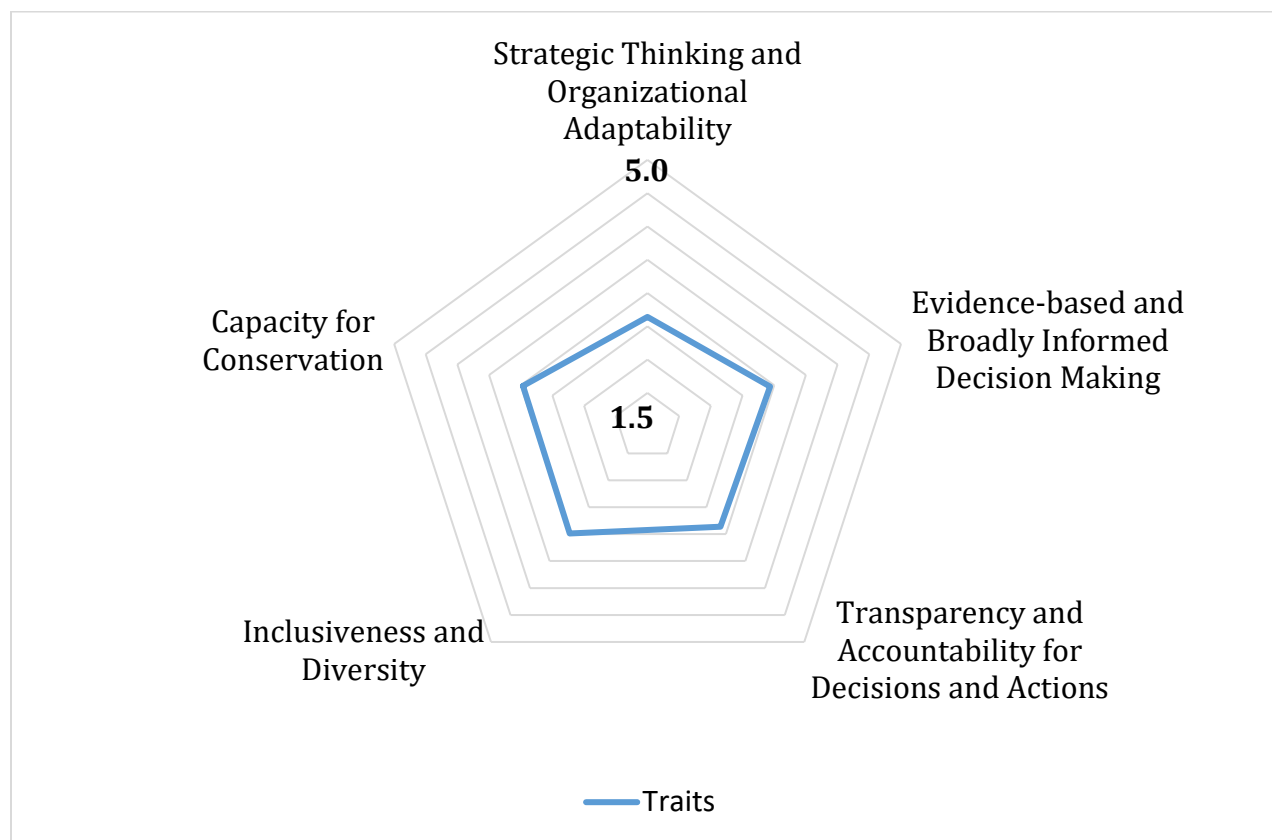 Strategic Thinking and
Organizational
Adaptability
5.0
Evidence-based and
Broadly Informed
Decision Making
Capacity for
Conservation
1.5
Transparency and
Accountability for
Decisions and Actions
Inclusiveness and
Diversity
Traits